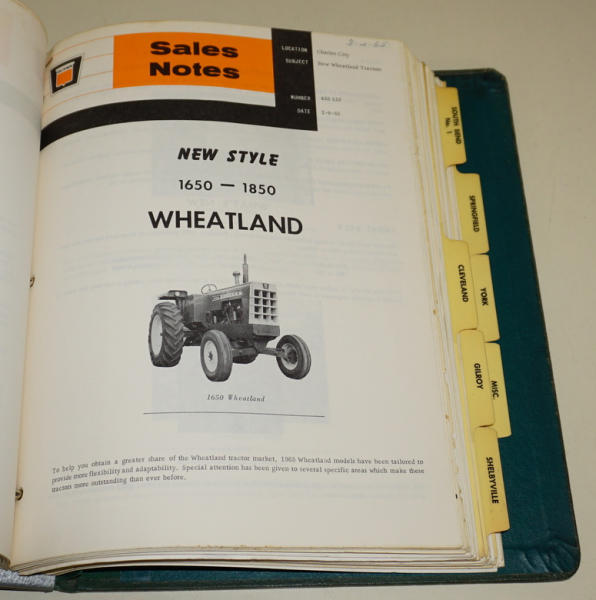 Sales
Notes
LOCATION Charles City
SUBJECT New Wheatland Tractors
NUMBER
DATE
NEW STYLE
1650 — 1850
WHEATLAND
1650 Wheatland
To help you obtain a greater share of the Wheatland tractor market, 1965 Wheatland models have been tailored to
provide more flexibility and adaptability. Special attention has been given to several specific areas which make these
tractors more outstanding than ever before.
SOUTH BEND
No. 1
SPRINGFIELD
CLEVELAND
YORK
GILROY
MISC.
SHELBYVILLE